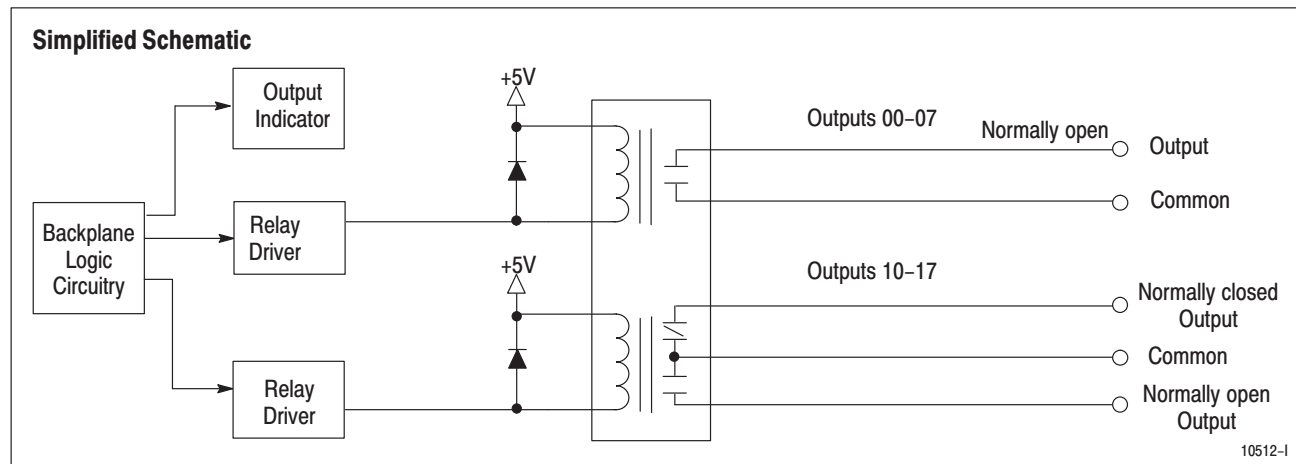 Simplified Schematic
Output
Indicator
Backplane
Logic
Circuitry
Relay
Driver
Relay
Driver
+5V
+5V
Outputs 00–07
Normally open
Output
Common
Outputs 10–17
Normally closed
Output
Common
Normally open
Output
10512–I